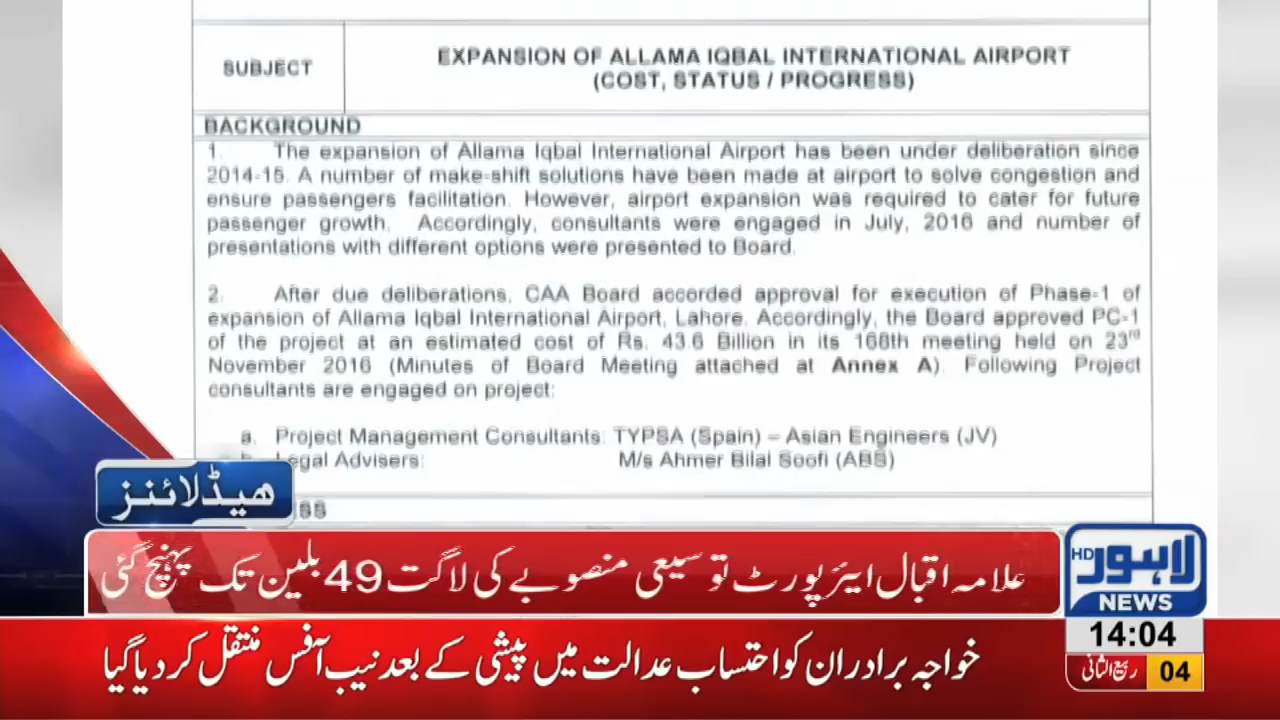 SUBJECT
EXPANSION OF ALLAMA IQBAL INTERNATIONAL AIRPORT
(COST, STATUS / PROGRESS)
BACKGROUND
1. The expansion of Allama Iqbal International Airport has been under deliberation since
2014-15. A number of make-shift solutions have been made at airport to solve congestion and
ensure passengers facilitation. However, airport expansion was required to cater for future
passenger growth. Accordingly, consultants were engaged in July, 2016 and number of
presentations with different options were presented to Board.
2. After due deliberations, CAA Board accorded approval for execution of Phase-1 of
expansion of Allama Iqbal International Airport, Lahore. Accordingly, the Board approved PC-1
of the project at an estimated cost of Rs. 43.6 Billion in its 166th meeting held on 23rd
November 2016 (Minutes of Board Meeting attached at Annex A). Following Project
consultants are engaged on project:
a. Project Management Consultants: TYPSA (Spain) – Asian Engineers (JV)
Legal Advisers: M/s Ahmer Bilal Soofi (ABS)
ھیڈلائنز
علامہ اقبال ایئرپورٹ توسیعی منصوبے کی لاگت 49 بلین تک پہنچ گئی
لاہور HD
NEWS
14:04
خواجہ برادران کو احتساب عدالت میں پیشی کے بعد نیب آفس منتقل کر دیا گیا
04 ربیع الثانی